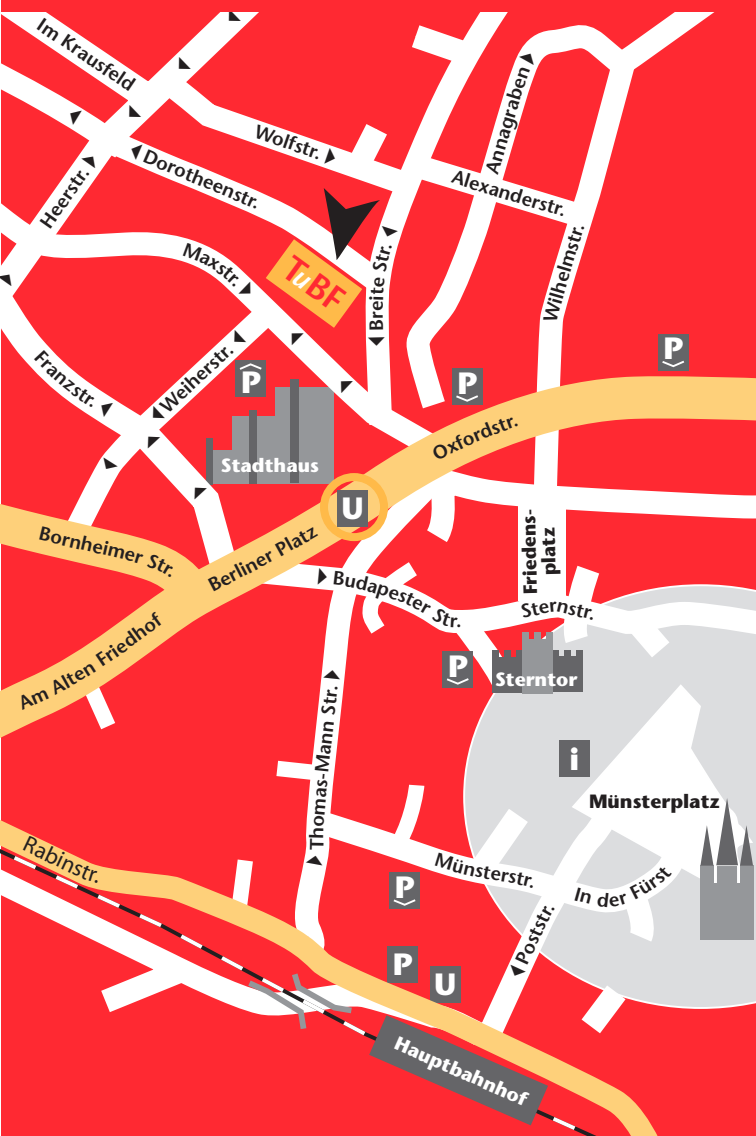 Im Krausfeld
Wolfstr.
Annagraben
Dorotheenstr.
Alexanderstr.
Heerstr.
Maxstr.
TuBF
Breite Str.
Wilhelmstr.
Franzstr.
Weiherstr.
P
P
P
Stadthaus
Oxfordstr.
U
Bornheimer Str.
Berliner Platz
Friedens-
platz
Budapester Str.
Sternstr.
Am Alten Friedhof
P
Sterntor
Thomas-Mann Str.
i
Münsterplatz
Rabinstr.
Münsterstr.
In der Fürst
P
Poststr.
P
U
Hauptbahnhof